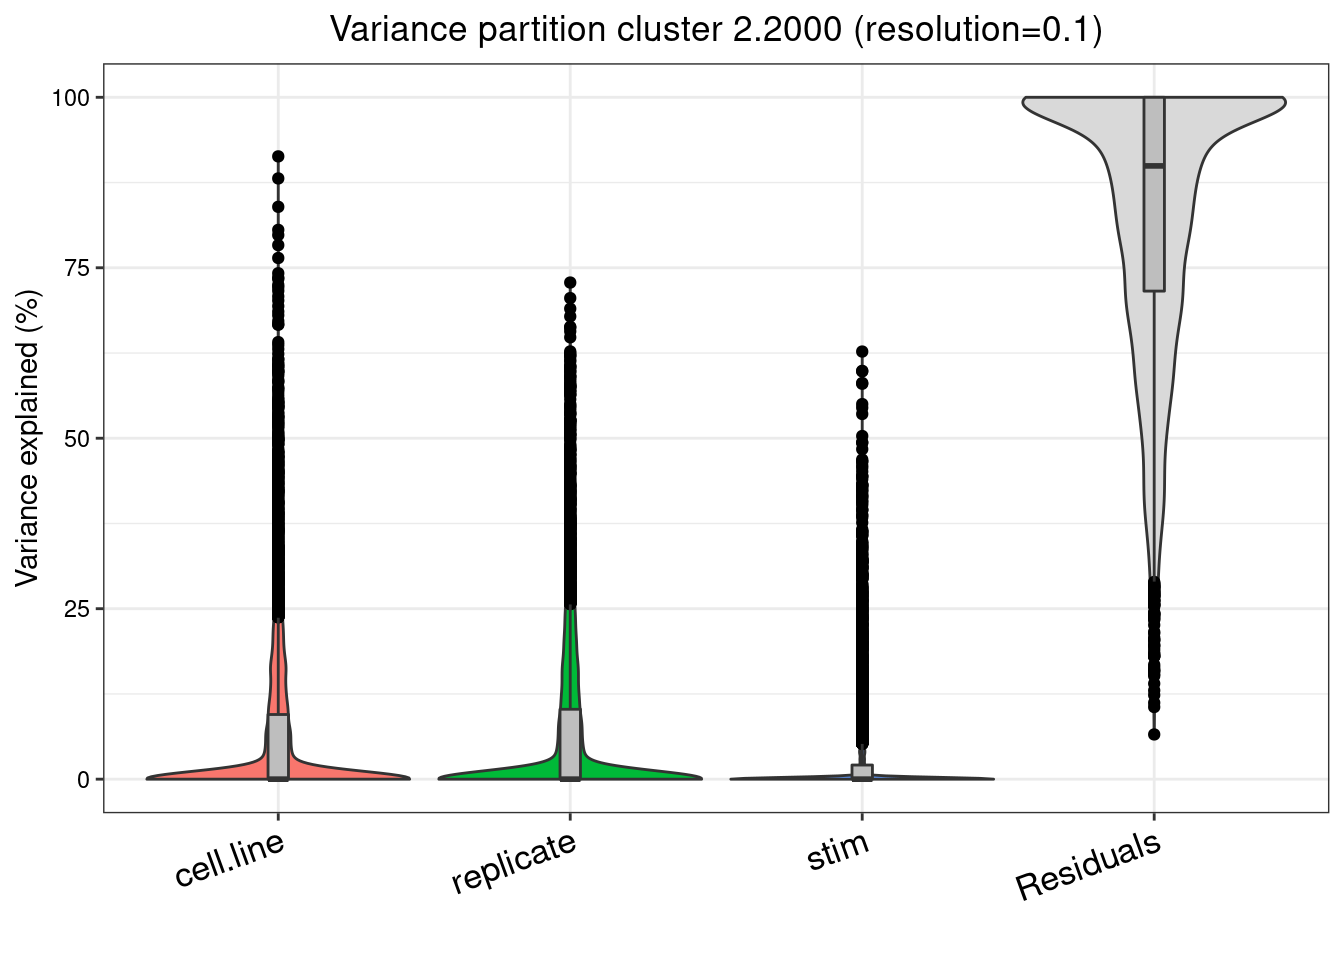 Variance partition cluster 2.2000 (resolution=0.1)
Variance explained (%)
100
75
50
25
0
cell.line
replicate
stim
Residuals